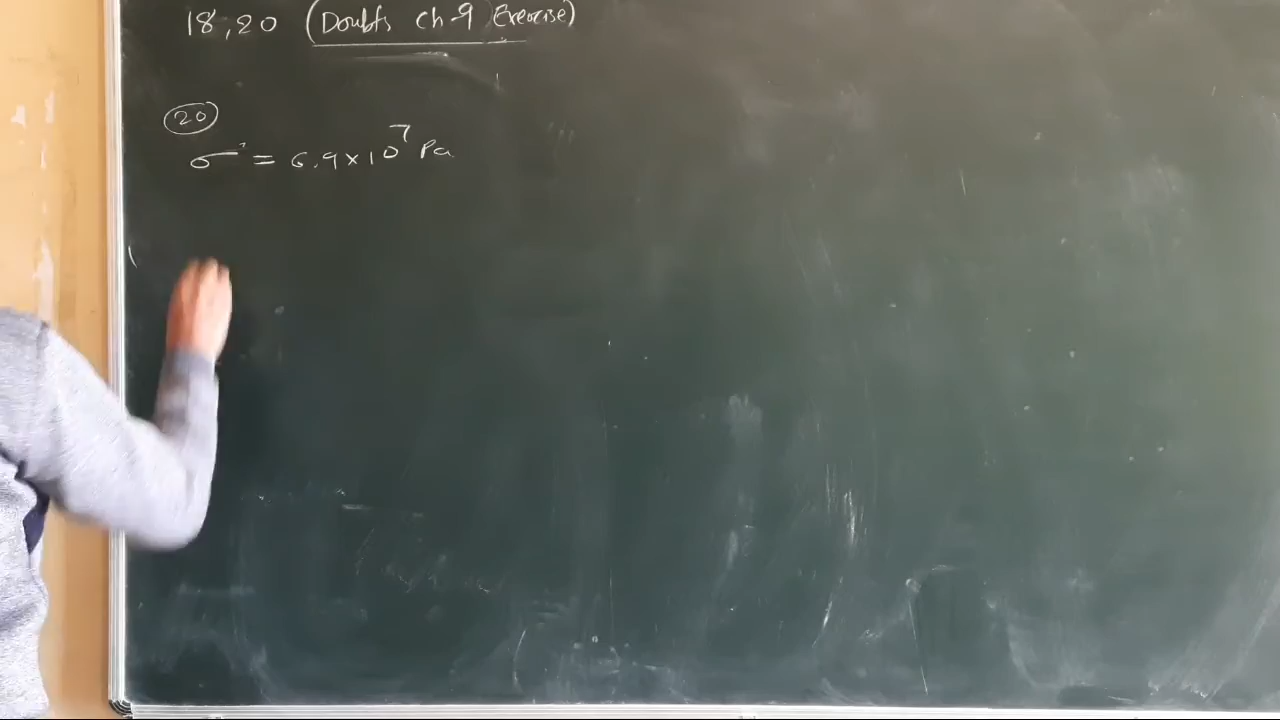 18,20 (Doubts Ch-9 Exercise)
20
σ = 6.9×10⁷ Pa